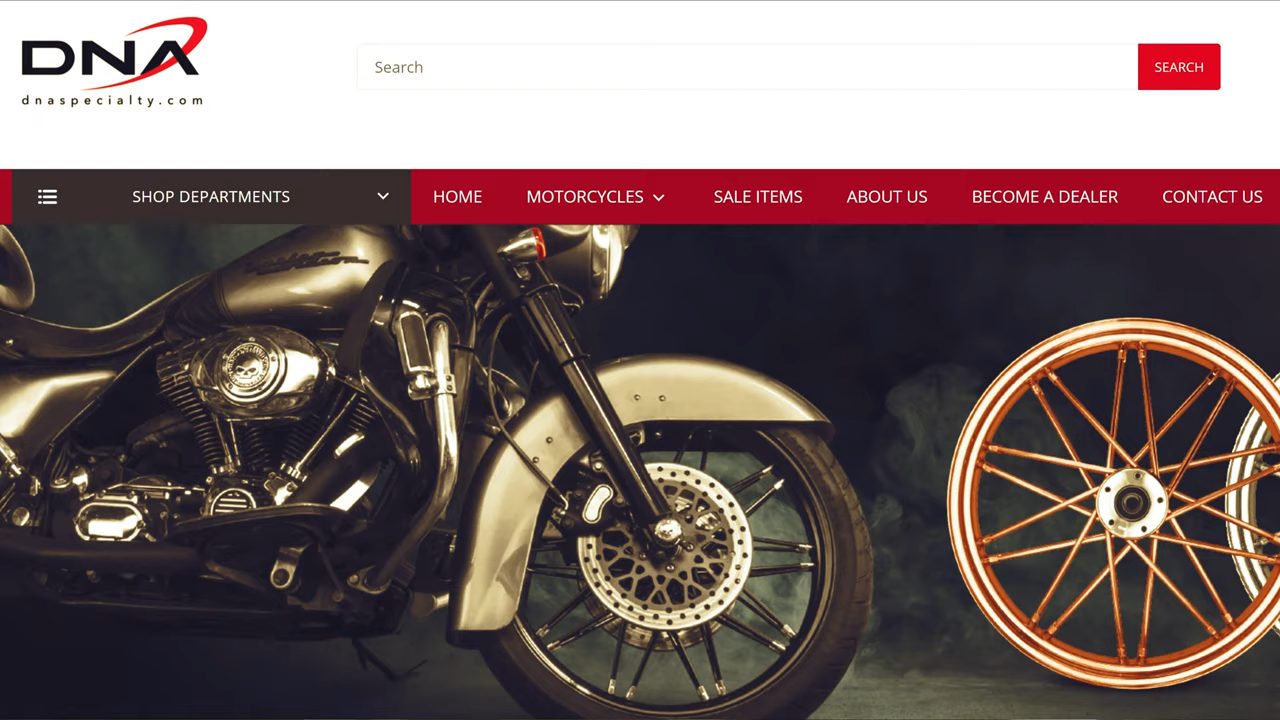 DNA
dnaspecialty.com
Search
SEARCH
SHOP DEPARTMENTS
HOME
MOTORCYCLES
SALE ITEMS
ABOUT US
BECOME A DEALER
CONTACT US